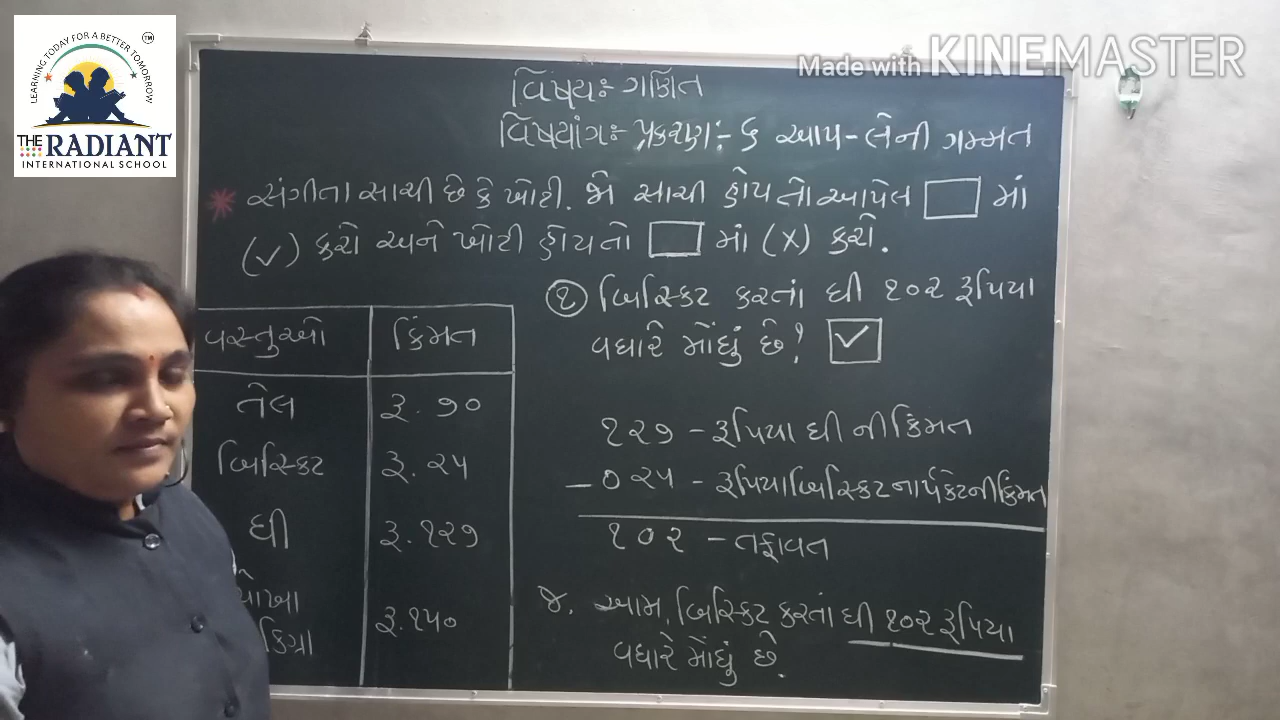 LEARNING TODAY FOR A BETTER TOMORROW
TM
THE RADIANT
INTERNATIONAL SCHOOL
Made with KINEMASTER
વિષય:- ગણિત
વિષયાંગ:- પ્રકરણ:- ૬ આપ-લેની ગમ્મત
* સંગીતા સાચી છે કે ખોટી. જો સાચી હોય તો આપેલ □ માં
(✓) કરો અને ખોટી હોય તો □ માં (X) કરો.
વસ્તુઓ કિંમત
તેલ રૂ. ૭૦
બિસ્કિટ રૂ. ૨૫
ઘી રૂ. ૧૨૭
ચોખા
કિગ્રા રૂ. ૧૫૦
૧ બિસ્કિટ કરતાં ઘી ૧૦૨ રૂપિયા
વધારે મોંઘું છે? ✓
૧૨૭ - રૂપિયા ઘી ની કિંમત
- ૦૨૫ - રૂપિયા બિસ્કિટ ના પેકેટ ની કિંમત
૧૦૨ - તફાવત
જ. આમ, બિસ્કિટ કરતાં ઘી ૧૦૨ રૂપિયા
વધારે મોંઘું છે.